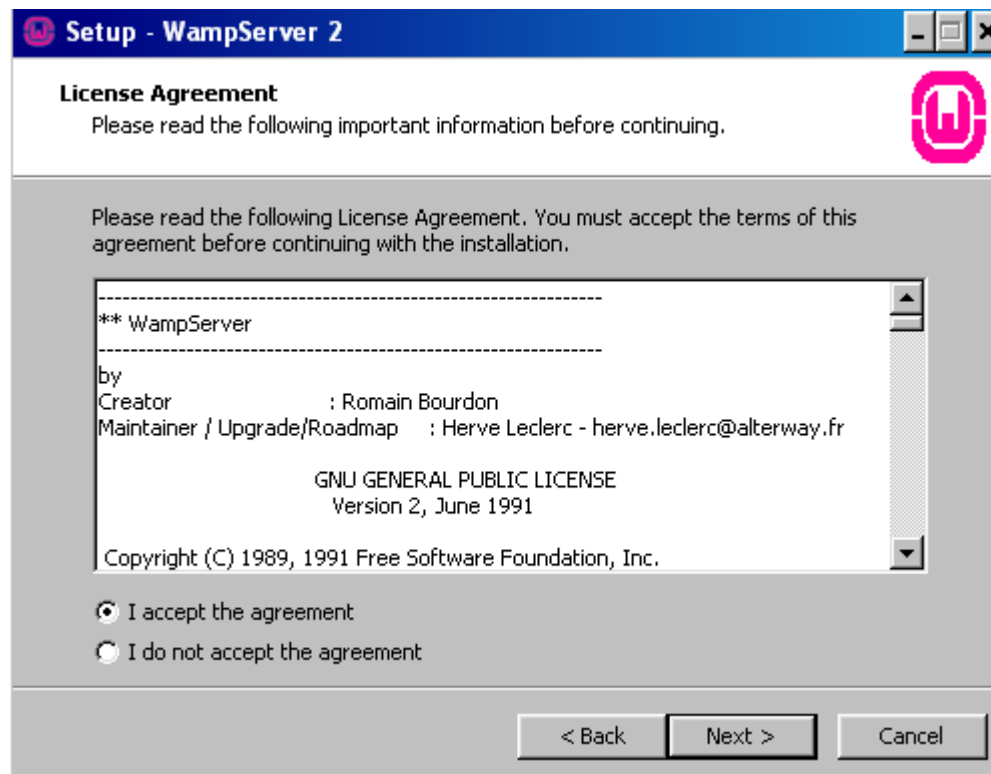 Setup - WampServer 2
License Agreement
Please read the following important information before continuing.
Please read the following License Agreement. You must accept the terms of this
agreement before continuing with the installation.
---------------------------------------------------------------
** WampServer
---------------------------------------------------------------
by
Creator : Romain Bourdon
Maintainer / Upgrade/Roadmap : Herve Leclerc - herve.leclerc@alterway.fr
GNU GENERAL PUBLIC LICENSE
Version 2, June 1991
Copyright (C) 1989, 1991 Free Software Foundation, Inc.
I accept the agreement
I do not accept the agreement
< Back Next > Cancel